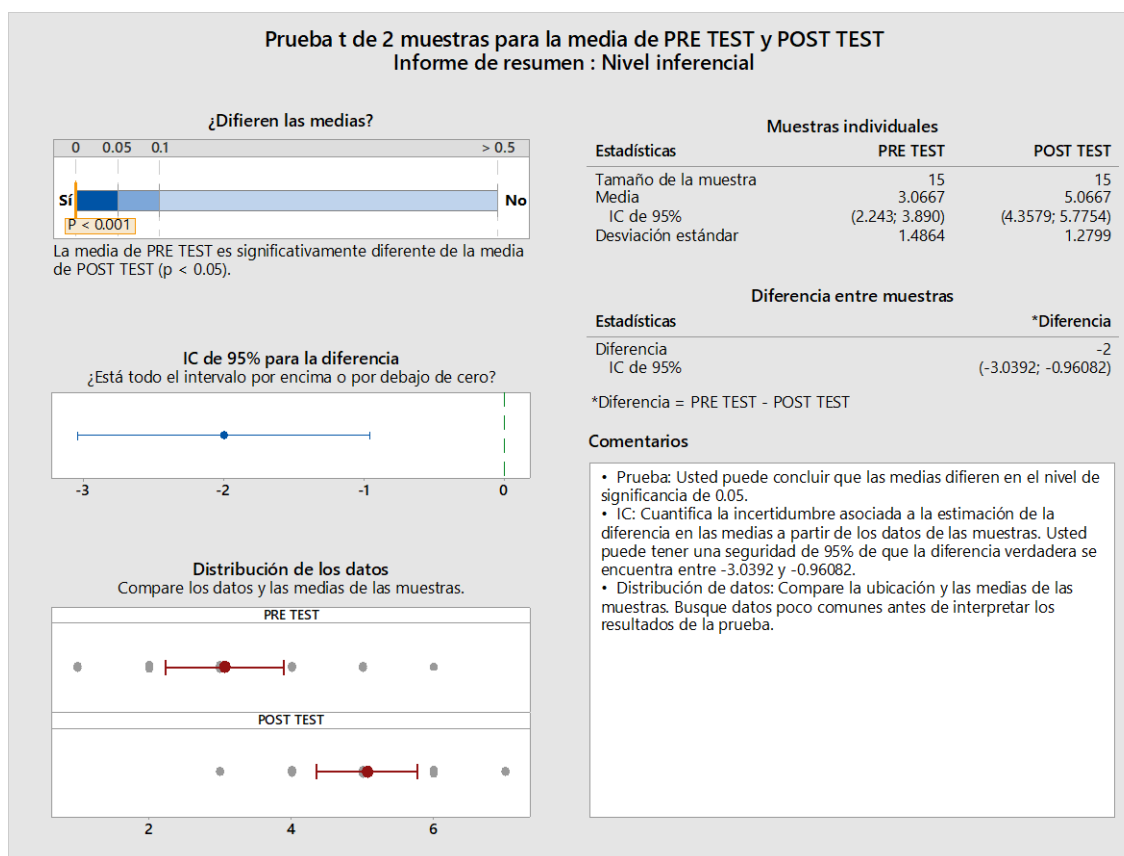 Prueba t de 2 muestras para la media de PRE TEST y POST TEST
Informe de resumen : Nivel inferencial
¿Difieren las medias?
0 0.05 0.1 > 0.5
Sí No
P < 0.001
La media de PRE TEST es significativamente diferente de la media
de POST TEST (p < 0.05).
IC de 95% para la diferencia
¿Está todo el intervalo por encima o por debajo de cero?
-3 -2 -1 0
Distribución de los datos
Compare los datos y las medias de las muestras.
PRE TEST
POST TEST
2 4 6
Muestras individuales
Estadísticas PRE TEST POST TEST
Tamaño de la muestra 15 15
Media 3.0667 5.0667
IC de 95% (2.243; 3.890) (4.3579; 5.7754)
Desviación estándar 1.4864 1.2799
Diferencia entre muestras
Estadísticas *Diferencia
Diferencia -2
IC de 95% (-3.0392; -0.96082)
*Diferencia = PRE TEST - POST TEST
Comentarios
• Prueba: Usted puede concluir que las medias difieren en el nivel de
significancia de 0.05.
• IC: Cuantifica la incertidumbre asociada a la estimación de la
diferencia en las medias a partir de los datos de las muestras. Usted
puede tener una seguridad de 95% de que la diferencia verdadera se
encuentra entre -3.0392 y -0.96082.
• Distribución de datos: Compare la ubicación y las medias de las
muestras. Busque datos poco comunes antes de interpretar los
resultados de la prueba.